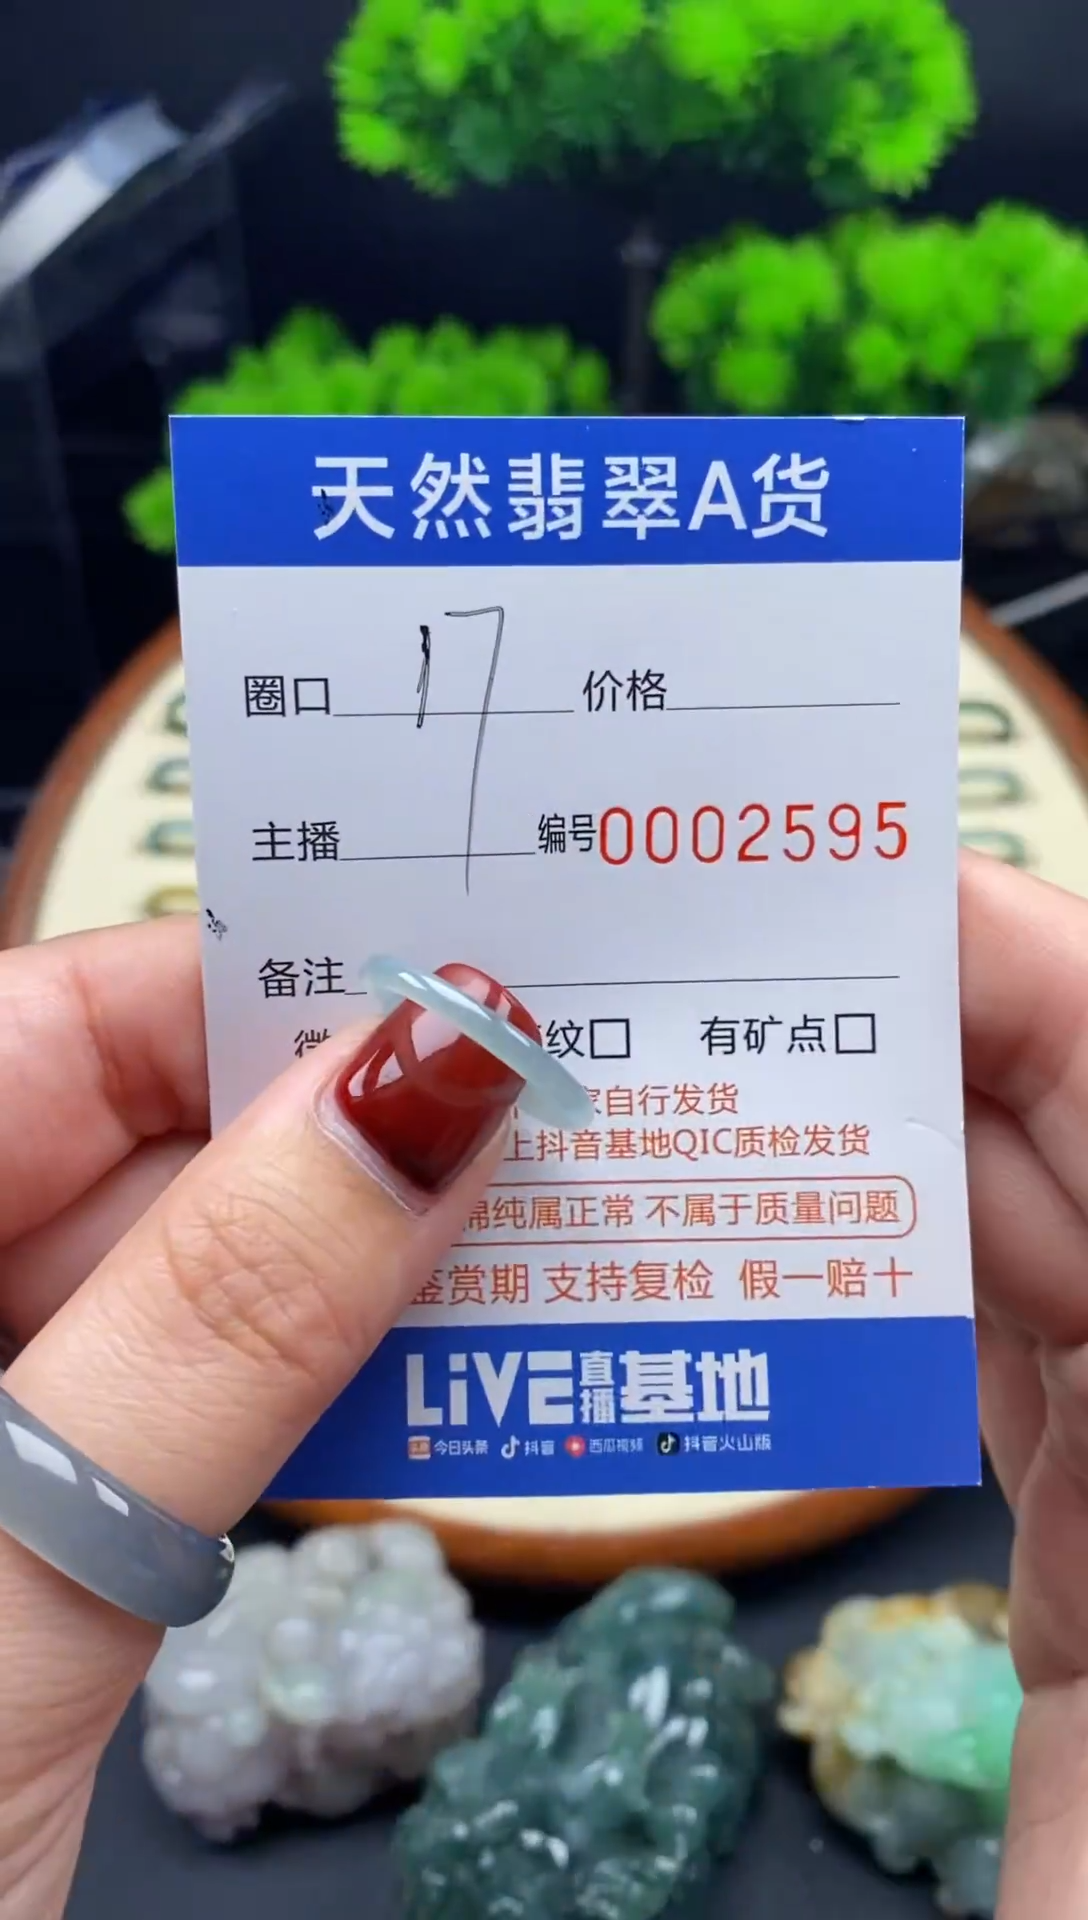 天然翡翠A货
圈口 17 价格
主播 编号0002595
备注
微 纹□ 有矿点□
家自行发货
上抖音基地QIC质检发货
棉纯属正常 不属于质量问题
鉴赏期 支持复检 假一赔十
LiVE直播基地
今日头条 抖音 西瓜视频 抖音火山版